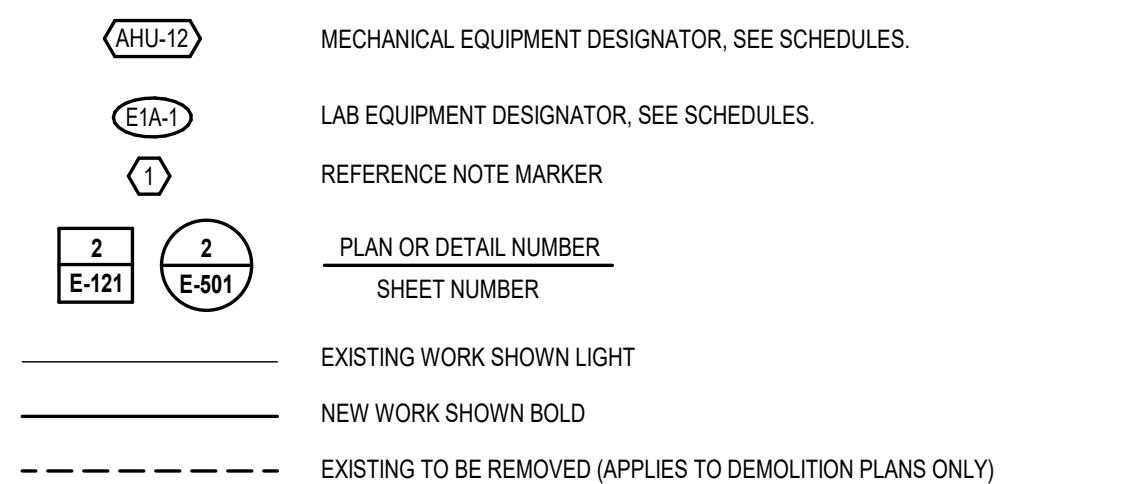 AHU-12 MECHANICAL EQUIPMENT DESIGNATOR, SEE SCHEDULES.
E1A-1 LAB EQUIPMENT DESIGNATOR, SEE SCHEDULES.
1 REFERENCE NOTE MARKER
2 2 PLAN OR DETAIL NUMBER
E-121 E-501 SHEET NUMBER
EXISTING WORK SHOWN LIGHT
NEW WORK SHOWN BOLD
EXISTING TO BE REMOVED (APPLIES TO DEMOLITION PLANS ONLY)